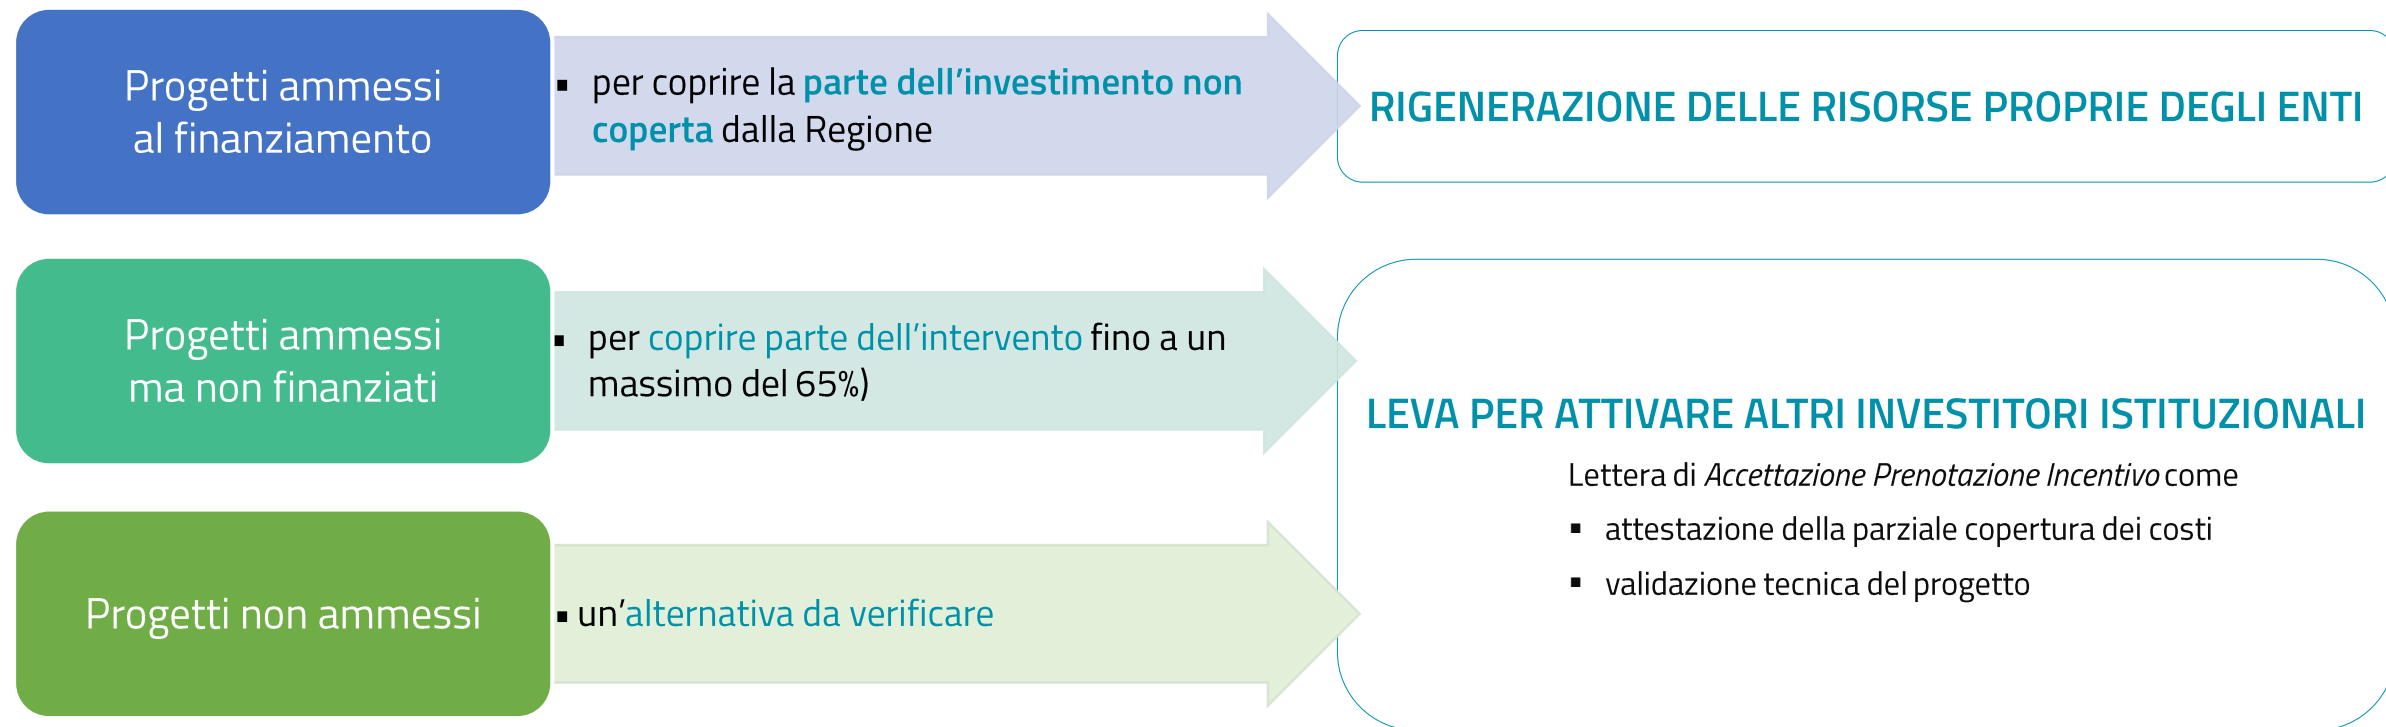 Progetti ammessi
al finanziamento
▪ per coprire la parte dell’investimento non
coperta dalla Regione
RIGENERAZIONE DELLE RISORSE PROPRIE DEGLI ENTI
Progetti ammessi
ma non finanziati
▪ per coprire parte dell’intervento fino a un
massimo del 65%)
Progetti non ammessi
▪ un’alternativa da verificare
LEVA PER ATTIVARE ALTRI INVESTITORI ISTITUZIONALI
Lettera di Accettazione Prenotazione Incentivo come
▪ attestazione della parziale copertura dei costi
▪ validazione tecnica del progetto